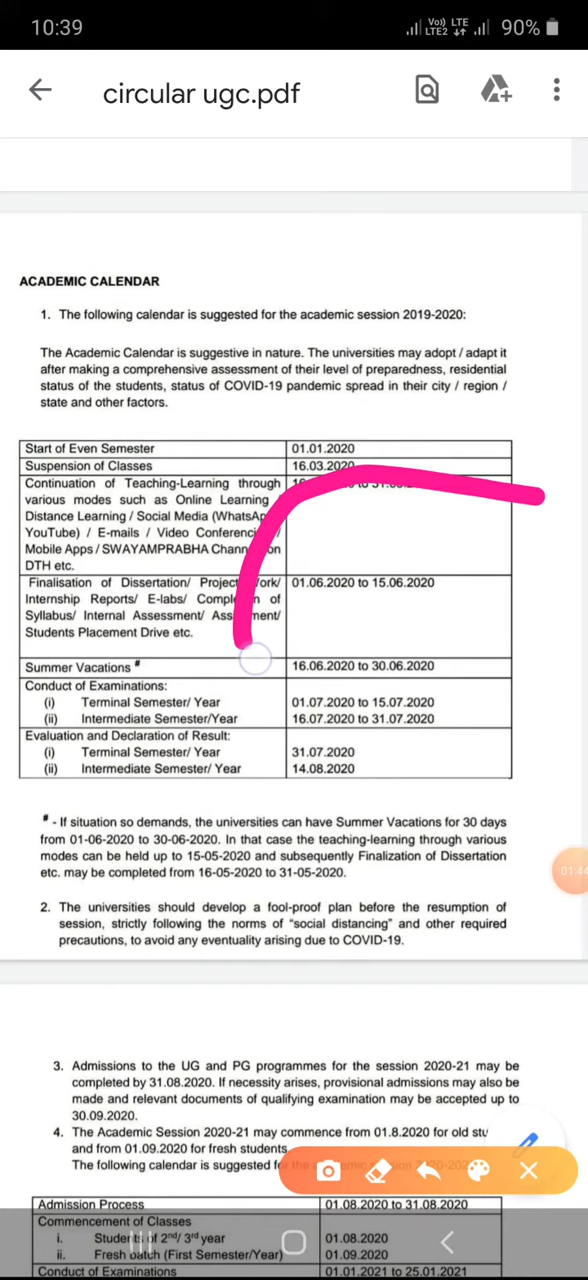 10:39
Vo)) LTE
LTE2
90%
circular ugc.pdf
ACADEMIC CALENDAR
1. The following calendar is suggested for the academic session 2019-2020:
The Academic Calendar is suggestive in nature. The universities may adopt / adapt it
after making a comprehensive assessment of their level of preparedness, residential
status of the students, status of COVID-19 pandemic spread in their city / region /
state and other factors.
Start of Even Semester 01.01.2020
Suspension of Classes 16.03.2020
Continuation of Teaching-Learning through
various modes such as Online Learning
Distance Learning / Social Media
YouTube) / E-mails / Video
Mobile Apps / SWAYAMPRABHA on
DTH etc.
Finalisation of Dissertation/ 01.06.2020 to 15.06.2020
Internship Reports/ E-labs/ of
Syllabus/ Internal Assessment/
Students Placement Drive etc.
Summer Vacations # 16.06.2020 to 30.06.2020
Conduct of Examinations:
(i) Terminal Semester/ Year 01.07.2020 to 15.07.2020
(ii) Intermediate Semester/Year 16.07.2020 to 31.07.2020
Evaluation and Declaration of Result:
(i) Terminal Semester/ Year 31.07.2020
(ii) Intermediate Semester/ Year 14.08.2020
# - If situation so demands, the universities can have Summer Vacations for 30 days
from 01-06-2020 to 30-06-2020. In that case the teaching-learning through various
modes can be held up to 15-05-2020 and subsequently Finalization of Dissertation
etc. may be completed from 16-05-2020 to 31-05-2020.
01:44
2. The universities should develop a fool-proof plan before the resumption of
session, strictly following the norms of "social distancing" and other required
precautions, to avoid any eventuality arising due to COVID-19.
3. Admissions to the UG and PG programmes for the session 2020-21 may be
completed by 31.08.2020. If necessity arises, provisional admissions may also be
made and relevant documents of qualifying examination may be accepted up to
30.09.2020.
4. The Academic Session 2020-21 may commence from 01.8.2020 for old
and from 01.09.2020 for fresh students
The following calendar is suggested
Admission Process 01.08.2020 to 31.08.2020
Commencement of Classes
i. Students of 2nd/ 3rd year 01.08.2020
ii. Fresh batch (First Semester/Year) 01.09.2020
Conduct of Examinations 01.01.2021 to 25.01.2021